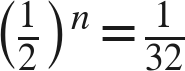 (1/2)^n = 1/32